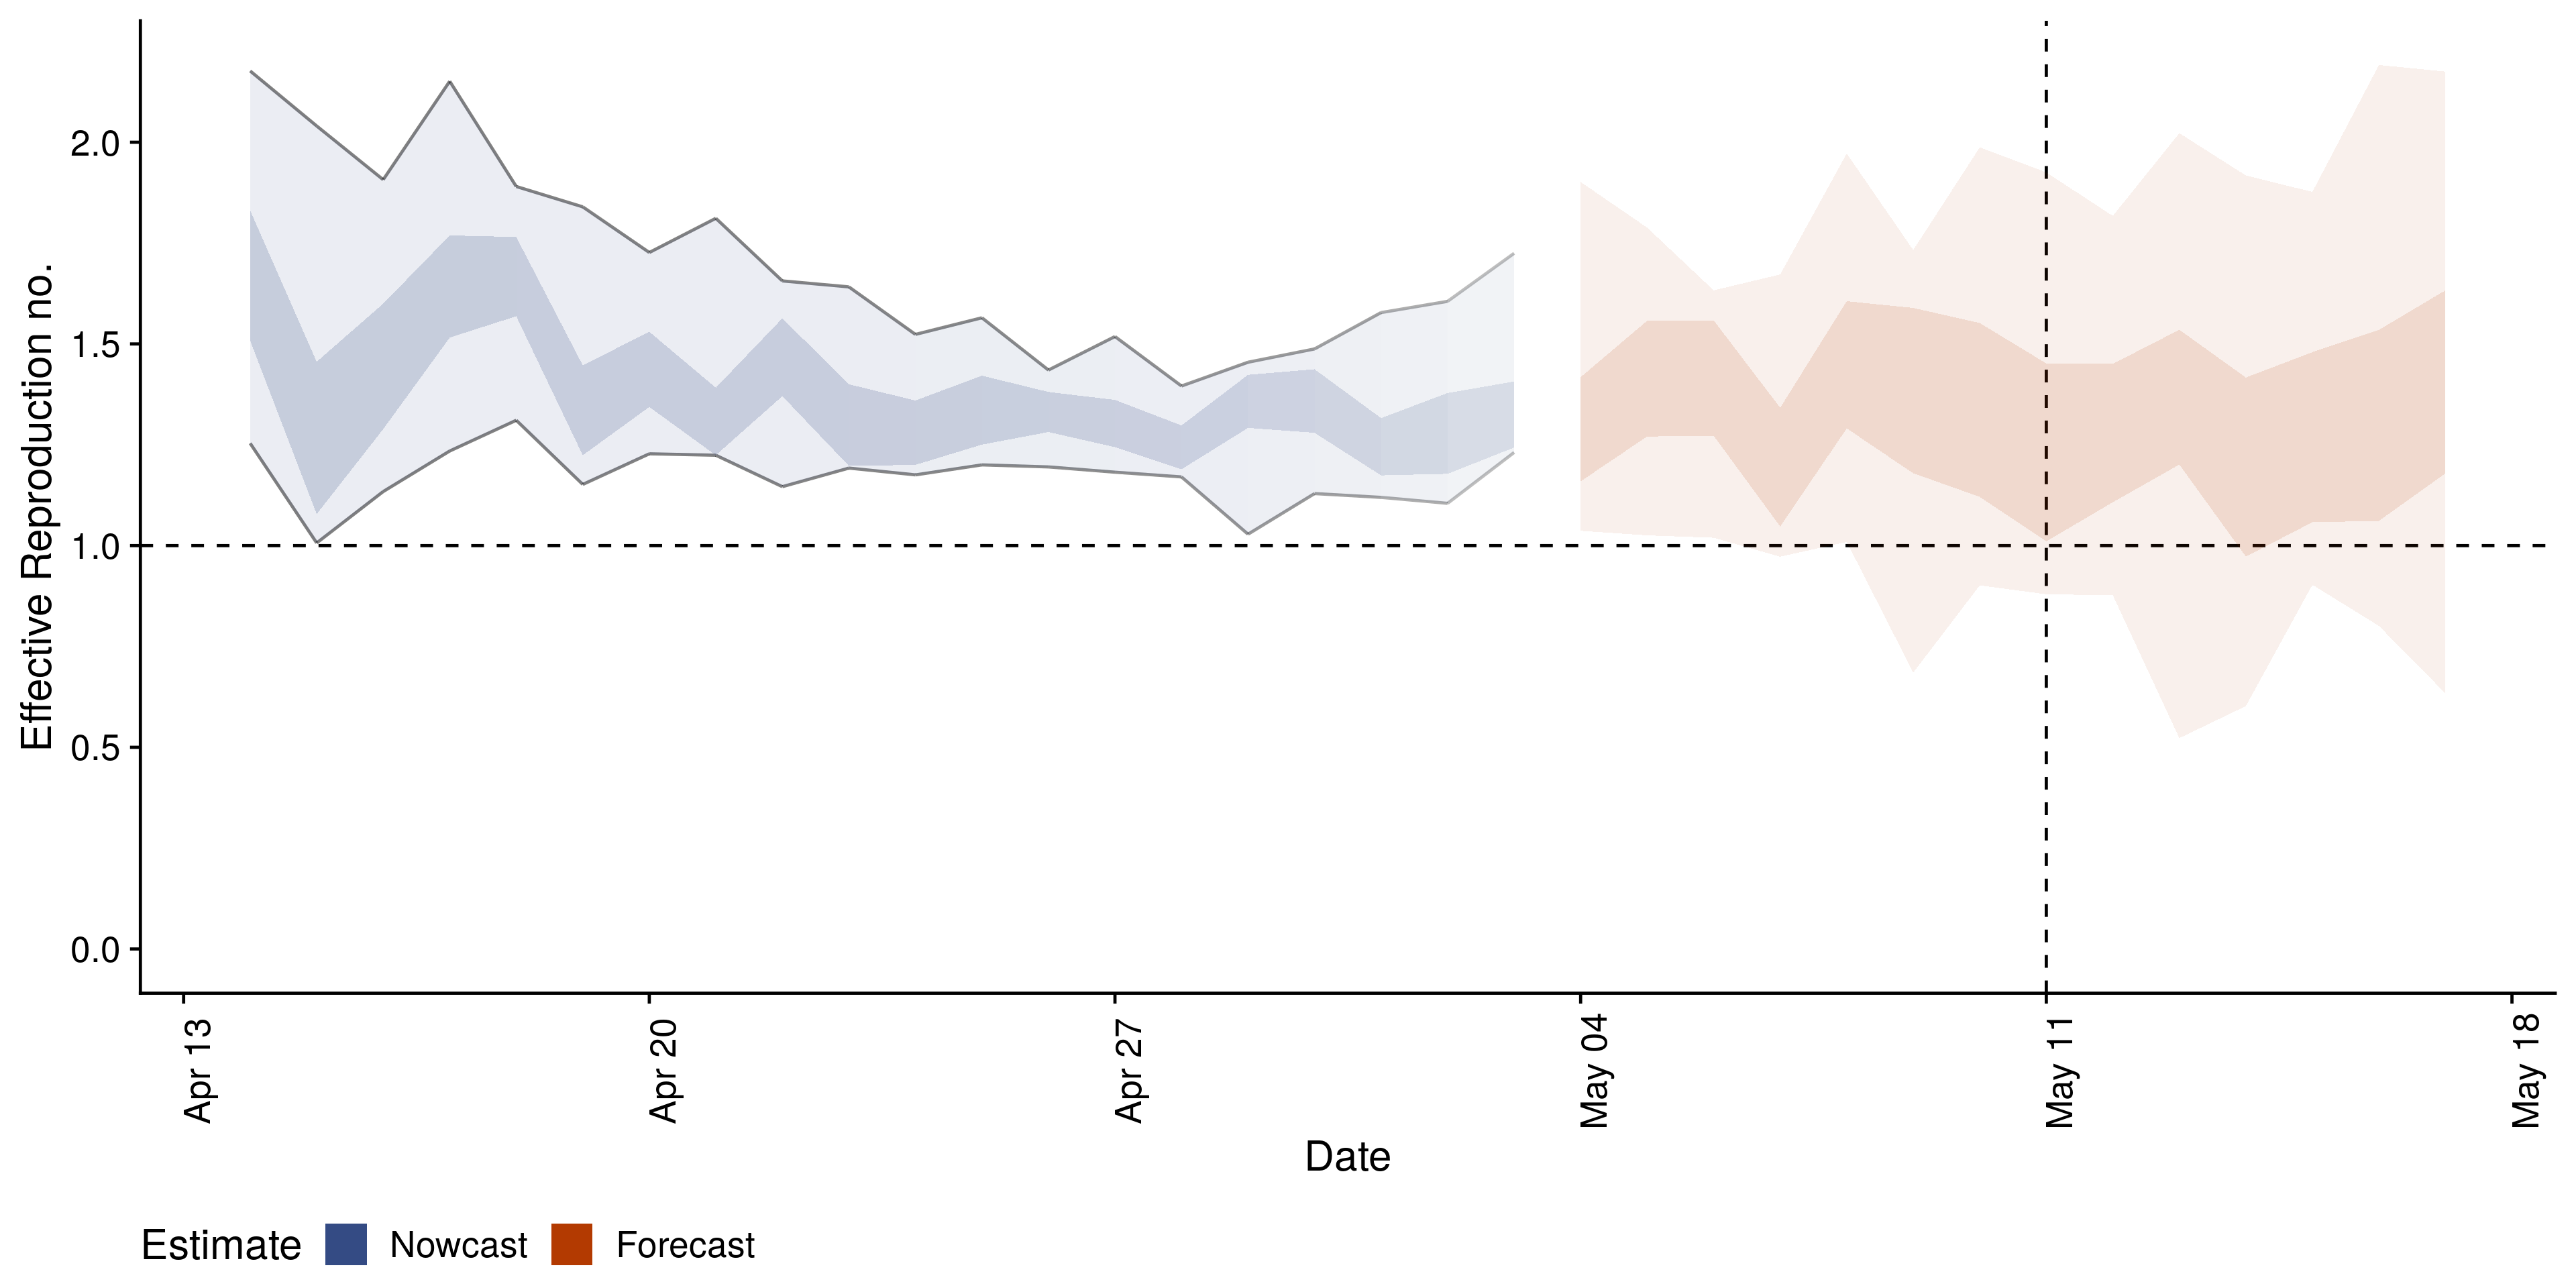 Effective Reproduction no.
2.0
1.5
1.0
0.5
0.0
Apr 13
Apr 20
Apr 27
May 04
May 11
May 18
Date
Estimate Nowcast Forecast